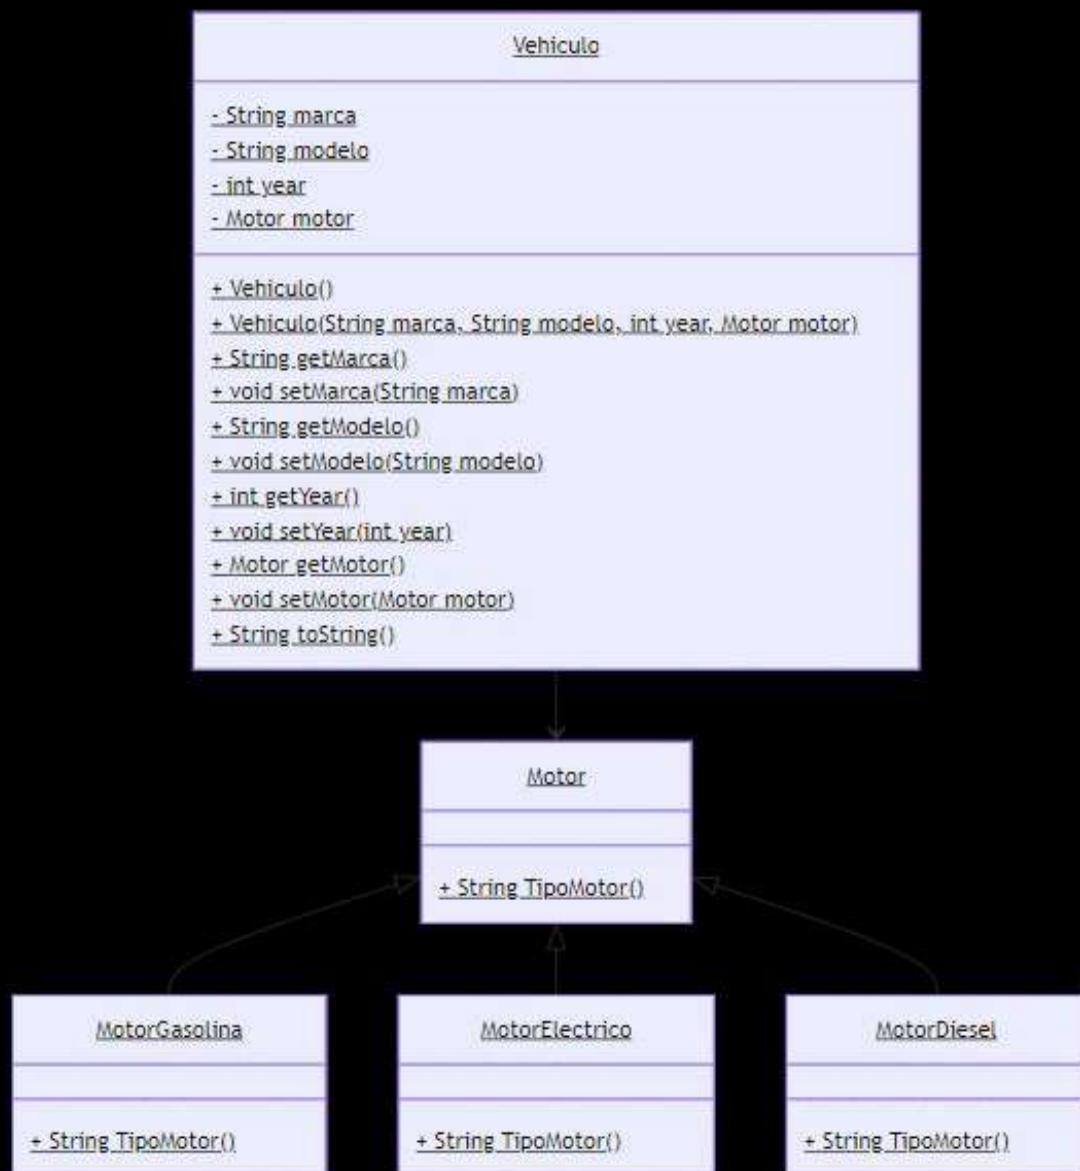 Vehiculo
- String marca
- String modelo
- int year
- Motor motor
+ Vehiculo()
+ Vehiculo(String marca, String modelo, int year, Motor motor)
+ String getMarca()
+ void setMarca(String marca)
+ String getModelo()
+ void setModelo(String modelo)
+ int getYear()
+ void setYear(int year)
+ Motor getMotor()
+ void setMotor(Motor motor)
+ String toString()
Motor
+ String TipoMotor()
MotorGasolina
+ String TipoMotor()
MotorElectrico
+ String TipoMotor()
MotorDiesel
+ String TipoMotor()